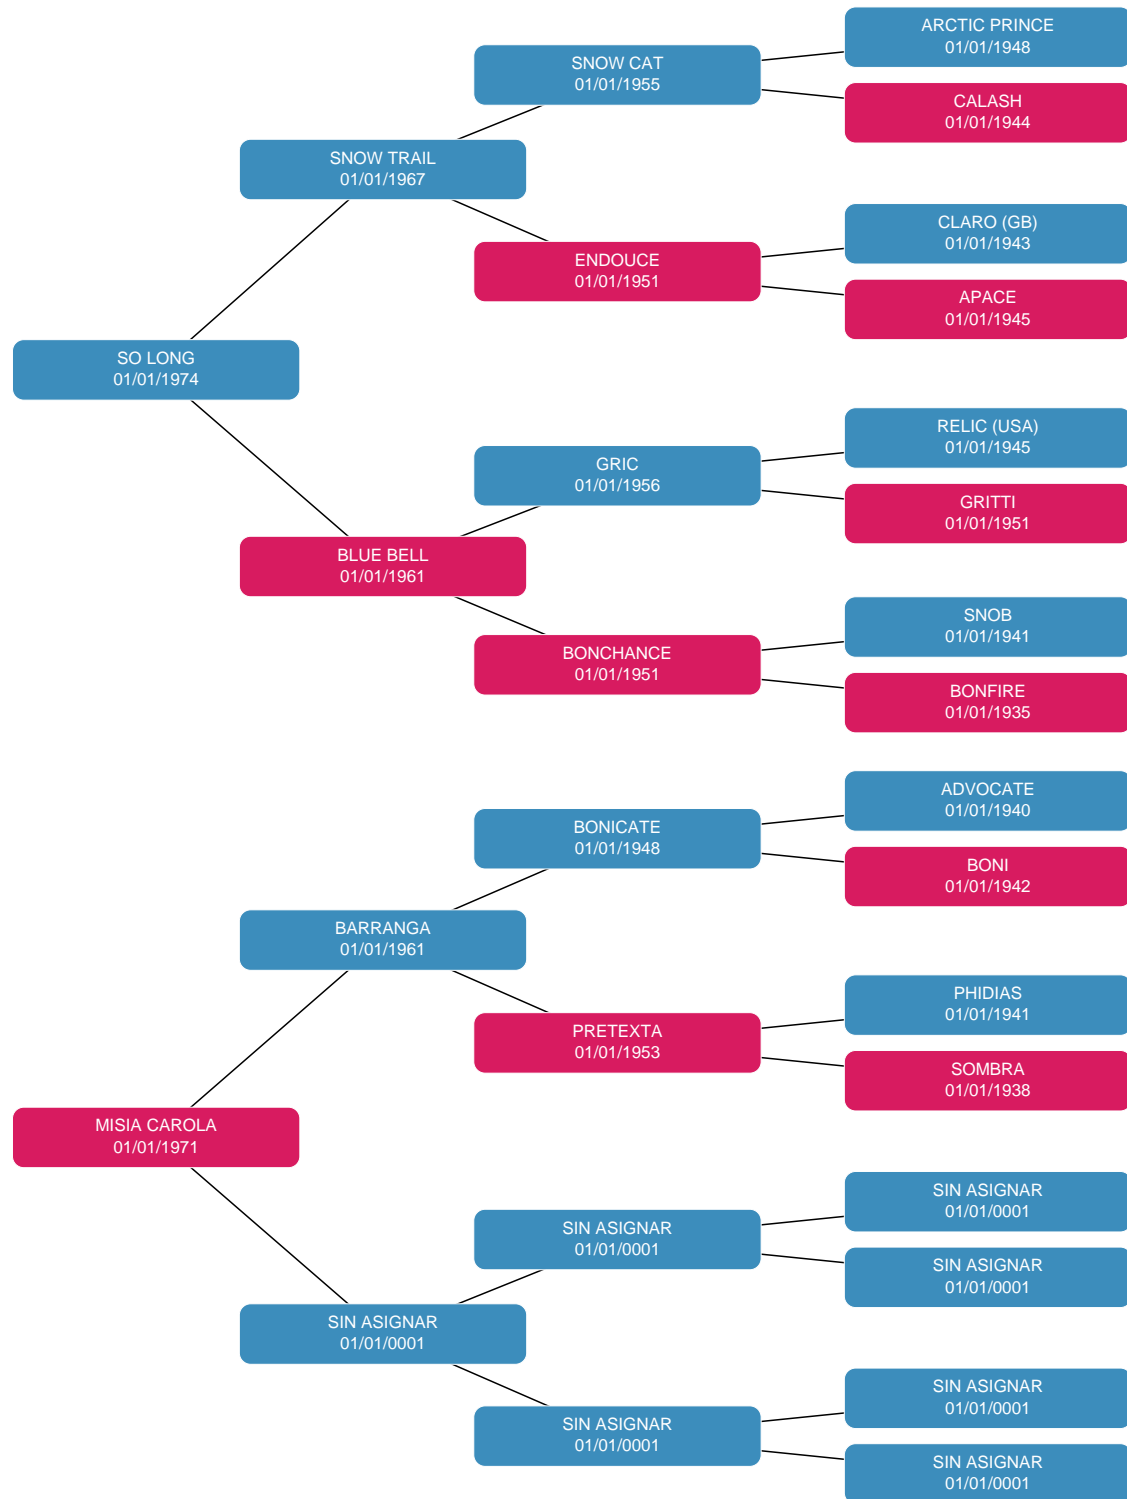 ARCTIC PRINCE
01/01/1948
SNOW CAT
01/01/1955
CALASH
01/01/1944
SNOW TRAIL
01/01/1967
CLARO (GB)
01/01/1943
ENDOUCE
01/01/1951
APACE
01/01/1945
SO LONG
01/01/1974
RELIC (USA)
01/01/1945
GRIC
01/01/1956
GRITTI
01/01/1951
BLUE BELL
01/01/1961
SNOB
01/01/1941
BONCHANCE
01/01/1951
BONFIRE
01/01/1935
ADVOCATE
01/01/1940
BONICATE
01/01/1948
BONI
01/01/1942
BARRANGA
01/01/1961
PHIDIAS
01/01/1941
PRETEXTA
01/01/1953
SOMBRA
01/01/1938
MISIA CAROLA
01/01/1971
SIN ASIGNAR
01/01/0001
SIN ASIGNAR
01/01/0001
SIN ASIGNAR
01/01/0001
SIN ASIGNAR
01/01/0001
SIN ASIGNAR
01/01/0001
SIN ASIGNAR
01/01/0001
SIN ASIGNAR
01/01/0001